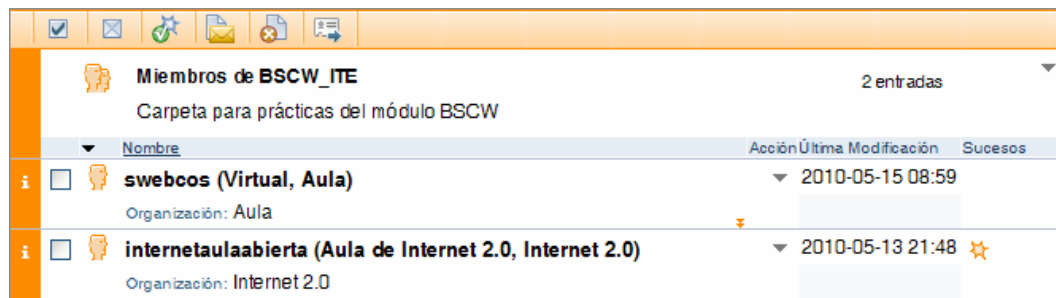 Miembros de BSCW_ITE
2 entradas
Carpeta para prácticas del módulo BSCW
Nombre Acción Última Modificación Sucesos
i swebcos (Virtual, Aula) 2010-05-15 08:59
Organización: Aula
i internetaulaabierta (Aula de Internet 2.0, Internet 2.0) 2010-05-13 21:48
Organización: Internet 2.0